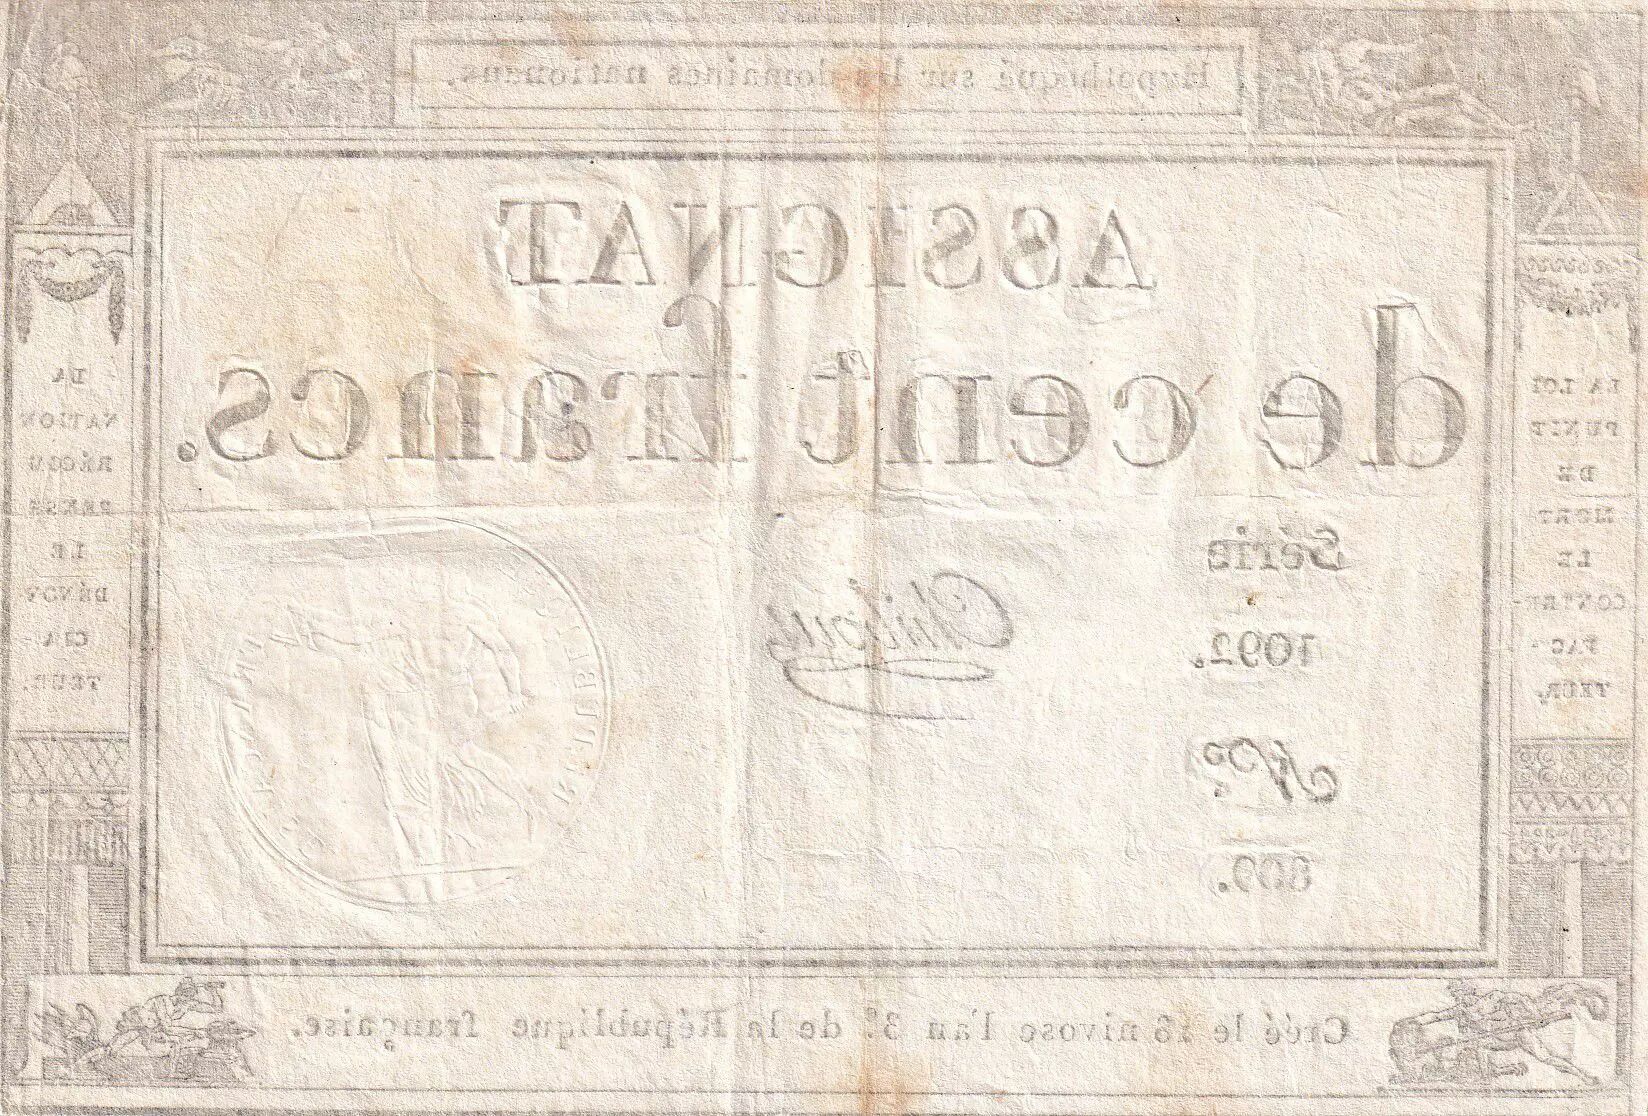 Hypothéqué sur les domaines nationaux.
ASSIGNAT
de cent francs.
Série
1092.
N.º
809.
LA LOI
PUNIT
DE
MORT
LE
CONTRE-
FAC-
TEUR.
LA
NATION
RÉCOM
PENSE
LE
DÉNON
CIA-
TEUR.
Créé le 18 nivose l'an 3.e de la République française.